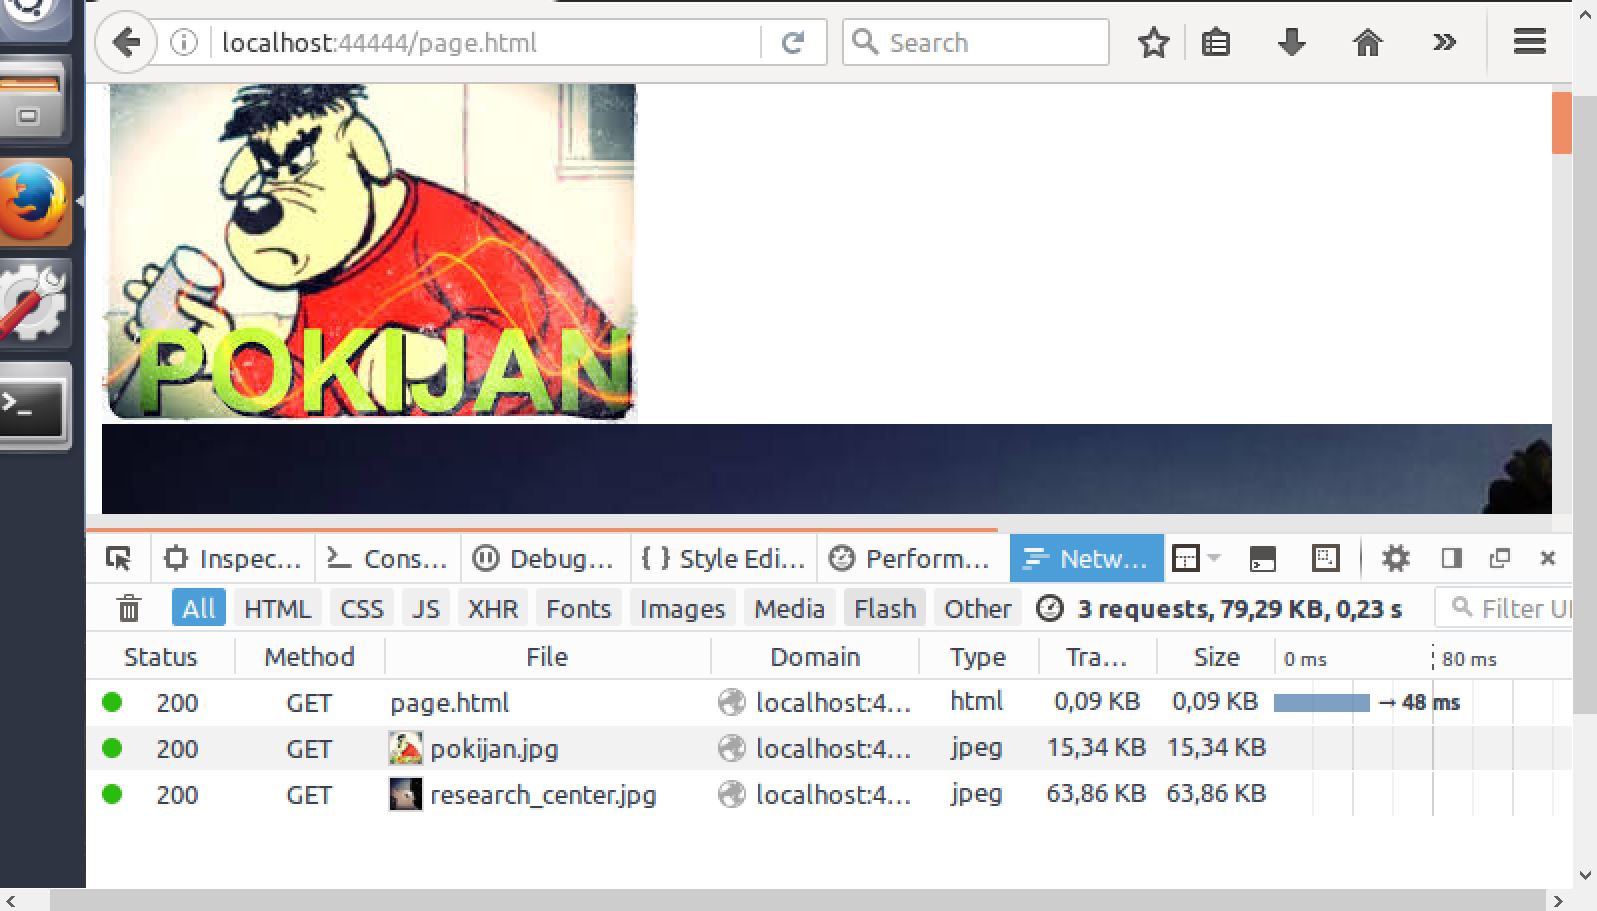 localhost:44444/page.html
Search
POKIJAN
Inspec...
Cons...
Debug...
{ } Style Edi...
Perform...
Netw...
All HTML CSS JS XHR Fonts Images Media Flash Other 3 requests, 79,29 KB, 0,23 s Filter U
Status Method File Domain Type Tra... Size 0 ms 80 ms
200 GET page.html localhost:4... html 0,09 KB 0,09 KB → 48 ms
200 GET pokijan.jpg localhost:4... jpeg 15,34 KB 15,34 KB
200 GET research_center.jpg localhost:4... jpeg 63,86 KB 63,86 KB